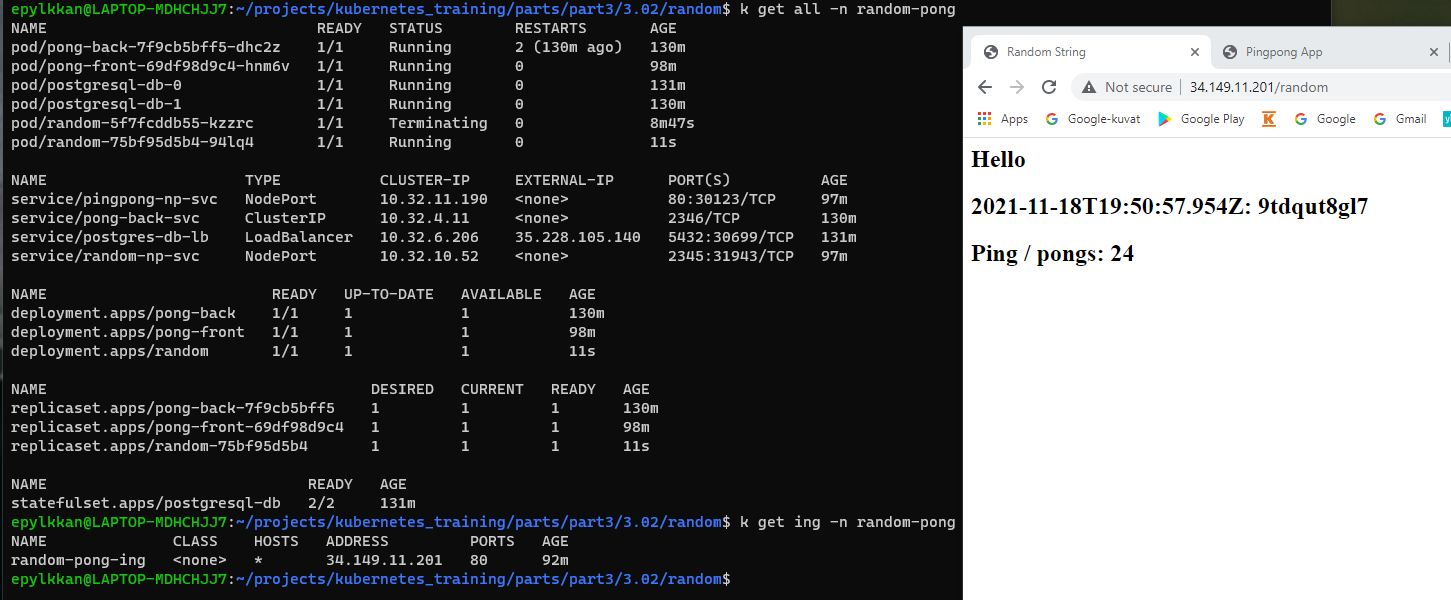 epylkkan@LAPTOP-MDHCHJJ7:~/projects/kubernetes_training/parts/part3/3.02/random$ k get all -n random-pong
NAME READY STATUS RESTARTS AGE
pod/pong-back-7f9cb5bff5-dhc2z 1/1 Running 2 (130m ago) 130m
pod/pong-front-69df98d9c4-hnm6v 1/1 Running 0 98m
pod/postgresql-db-0 1/1 Running 0 131m
pod/postgresql-db-1 1/1 Running 0 130m
pod/random-5f7fcddb55-kzzrc 1/1 Terminating 0 8m47s
pod/random-75bf95d5b4-94lq4 1/1 Running 0 11s
NAME TYPE CLUSTER-IP EXTERNAL-IP PORT(S) AGE
service/pingpong-np-svc NodePort 10.32.11.190 <none> 80:30123/TCP 97m
service/pong-back-svc ClusterIP 10.32.4.11 <none> 2346/TCP 130m
service/postgres-db-lb LoadBalancer 10.32.6.206 35.228.105.140 5432:30699/TCP 131m
service/random-np-svc NodePort 10.32.10.52 <none> 2345:31943/TCP 97m
NAME READY UP-TO-DATE AVAILABLE AGE
deployment.apps/pong-back 1/1 1 1 130m
deployment.apps/pong-front 1/1 1 1 98m
deployment.apps/random 1/1 1 1 11s
NAME DESIRED CURRENT READY AGE
replicaset.apps/pong-back-7f9cb5bff5 1 1 1 130m
replicaset.apps/pong-front-69df98d9c4 1 1 1 98m
replicaset.apps/random-75bf95d5b4 1 1 1 11s
NAME READY AGE
statefulset.apps/postgresql-db 2/2 131m
epylkkan@LAPTOP-MDHCHJJ7:~/projects/kubernetes_training/parts/part3/3.02/random$ k get ing -n random-pong
NAME CLASS HOSTS ADDRESS PORTS AGE
random-pong-ing <none> * 34.149.11.201 80 92m
epylkkan@LAPTOP-MDHCHJJ7:~/projects/kubernetes_training/parts/part3/3.02/random$
Random String Pingpong App
Not secure 34.149.11.201/random
Apps Google-kuvat Google Play Google Gmail
Hello
2021-11-18T19:50:57.954Z: 9tdqut8gl7
Ping / pongs: 24